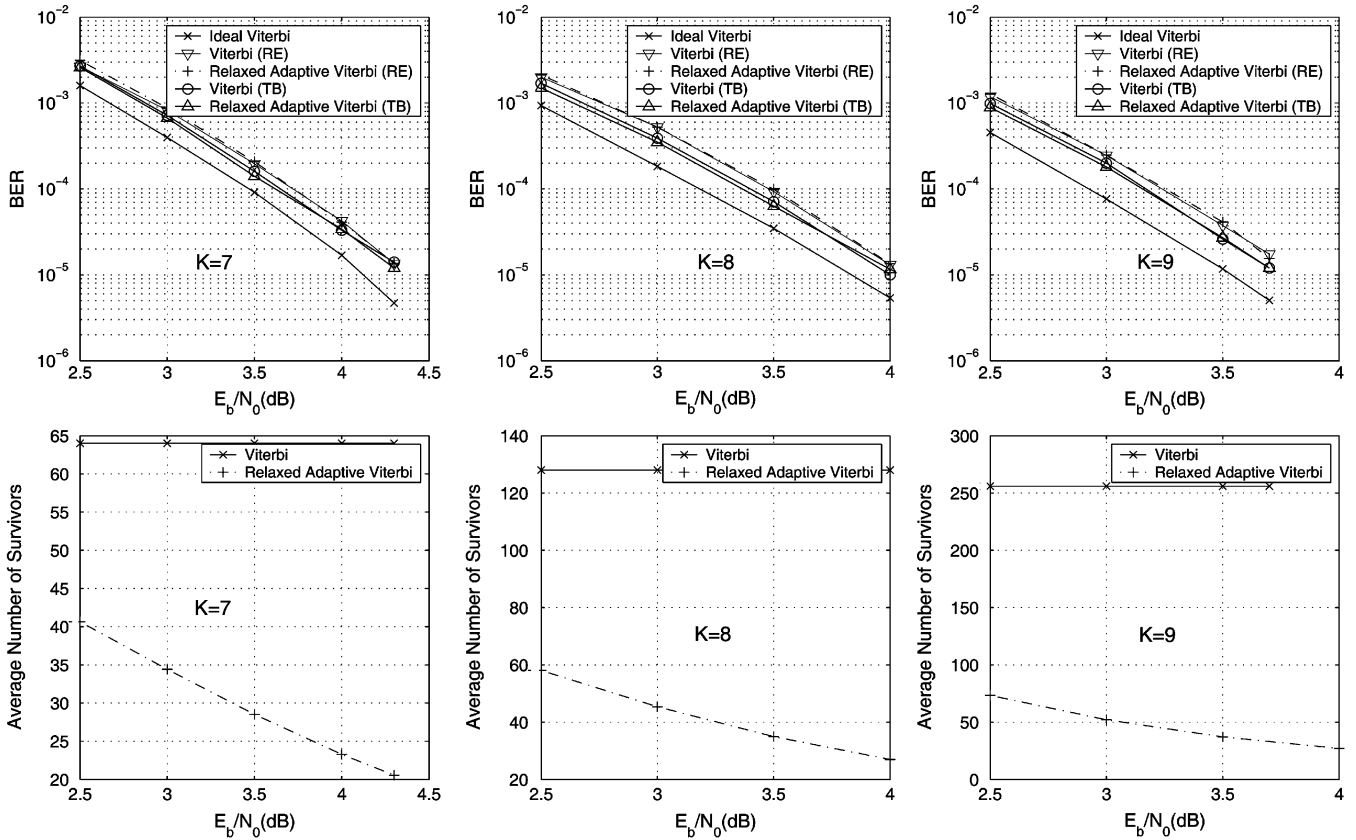 10^-2
10^-3
10^-4
10^-5
10^-6
BER
Ideal Viterbi
Viterbi (RE)
Relaxed Adaptive Viterbi (RE)
Viterbi (TB)
Relaxed Adaptive Viterbi (TB)
K=7
2.5 3 3.5 4 4.5
E_b/N_0(dB)
10^-2
10^-3
10^-4
10^-5
10^-6
BER
Ideal Viterbi
Viterbi (RE)
Relaxed Adaptive Viterbi (RE)
Viterbi (TB)
Relaxed Adaptive Viterbi (TB)
K=8
2.5 3 3.5 4
E_b/N_0(dB)
10^-2
10^-3
10^-4
10^-5
10^-6
BER
Ideal Viterbi
Viterbi (RE)
Relaxed Adaptive Viterbi (RE)
Viterbi (TB)
Relaxed Adaptive Viterbi (TB)
K=9
2.5 3 3.5 4
E_b/N_0(dB)
65
60
55
50
45
40
35
30
25
20
Average Number of Survivors
Viterbi
Relaxed Adaptive Viterbi
K=7
2.5 3 3.5 4 4.5
E_b/N_0(dB)
140
120
100
80
60
40
20
Average Number of Survivors
Viterbi
Relaxed Adaptive Viterbi
K=8
2.5 3 3.5 4
E_b/N_0(dB)
300
250
200
150
100
50
0
Average Number of Survivors
Viterbi
Relaxed Adaptive Viterbi
K=9
2.5 3 3.5 4
E_b/N_0(dB)